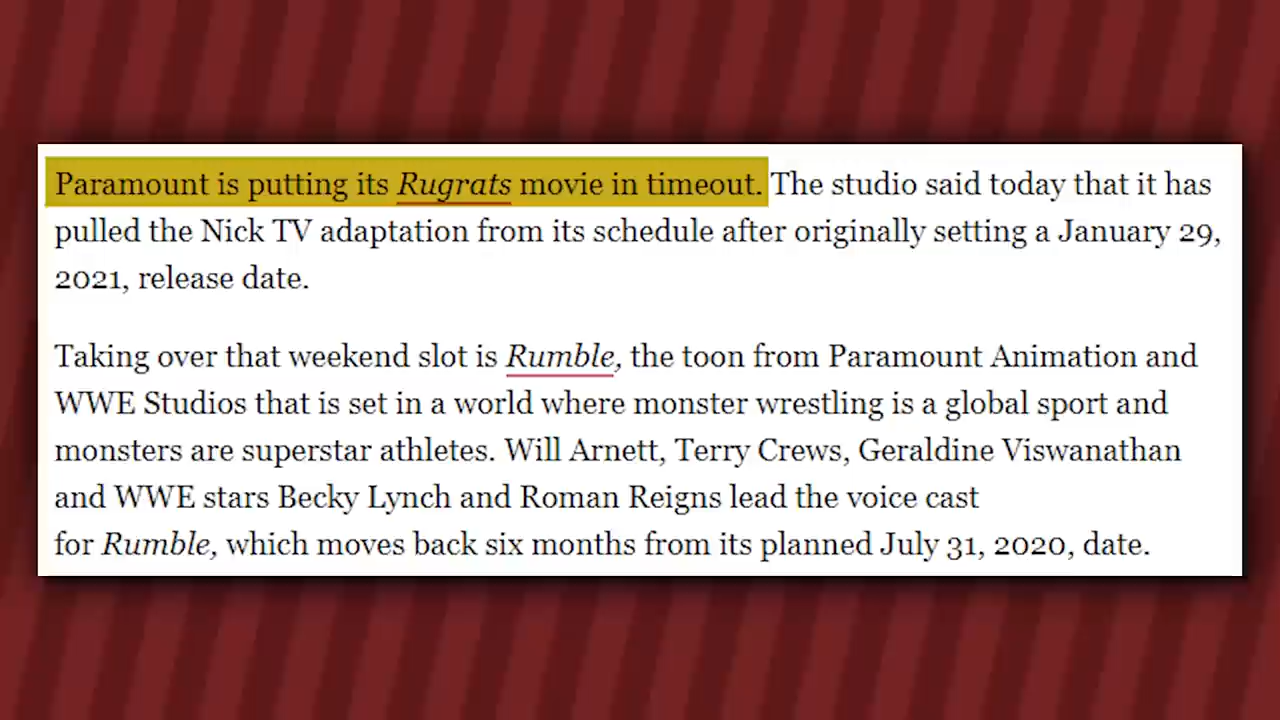 Paramount is putting its Rugrats movie in timeout. The studio said today that it has
pulled the Nick TV adaptation from its schedule after originally setting a January 29,
2021, release date.
Taking over that weekend slot is Rumble, the toon from Paramount Animation and
WWE Studios that is set in a world where monster wrestling is a global sport and
monsters are superstar athletes. Will Arnett, Terry Crews, Geraldine Viswanathan
and WWE stars Becky Lynch and Roman Reigns lead the voice cast
for Rumble, which moves back six months from its planned July 31, 2020, date.